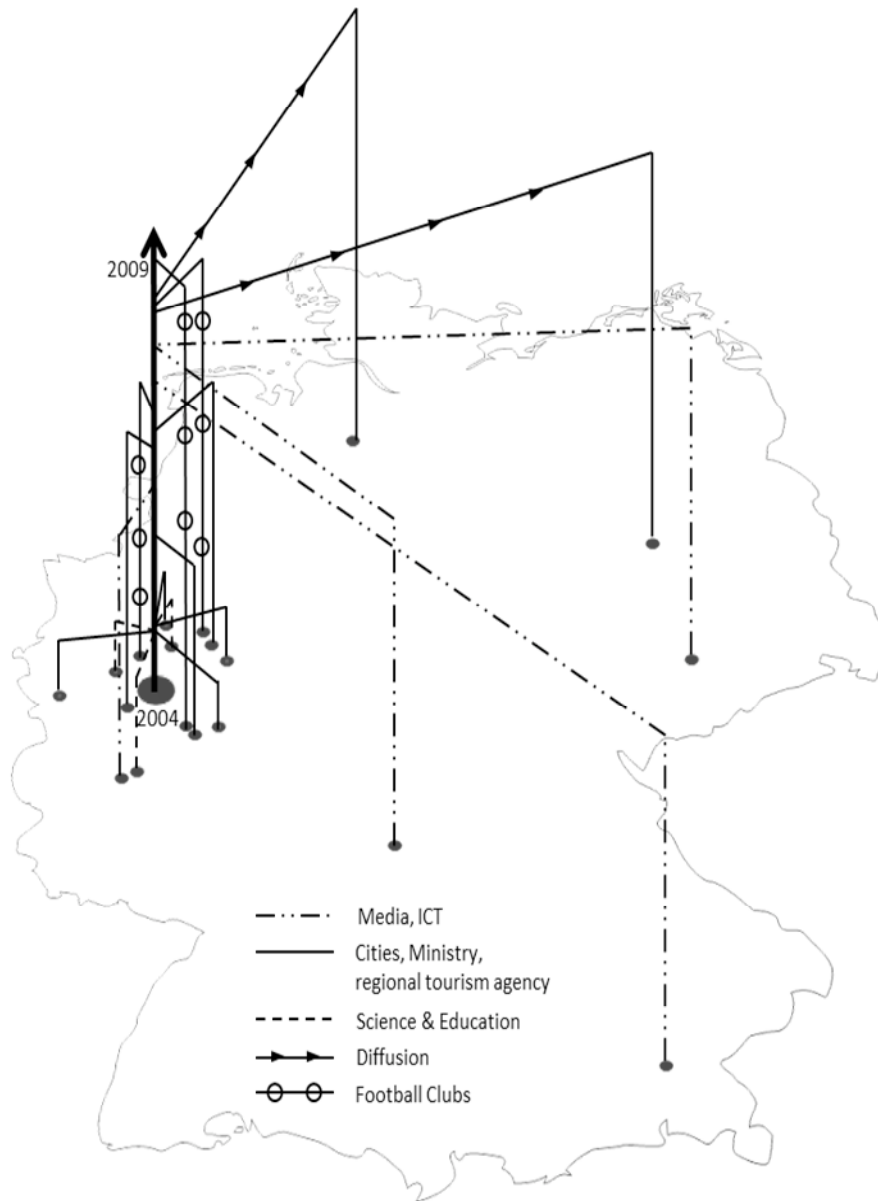 2009
2004
Media, ICT
Cities, Ministry,
regional tourism agency
Science & Education
Diffusion
Football Clubs